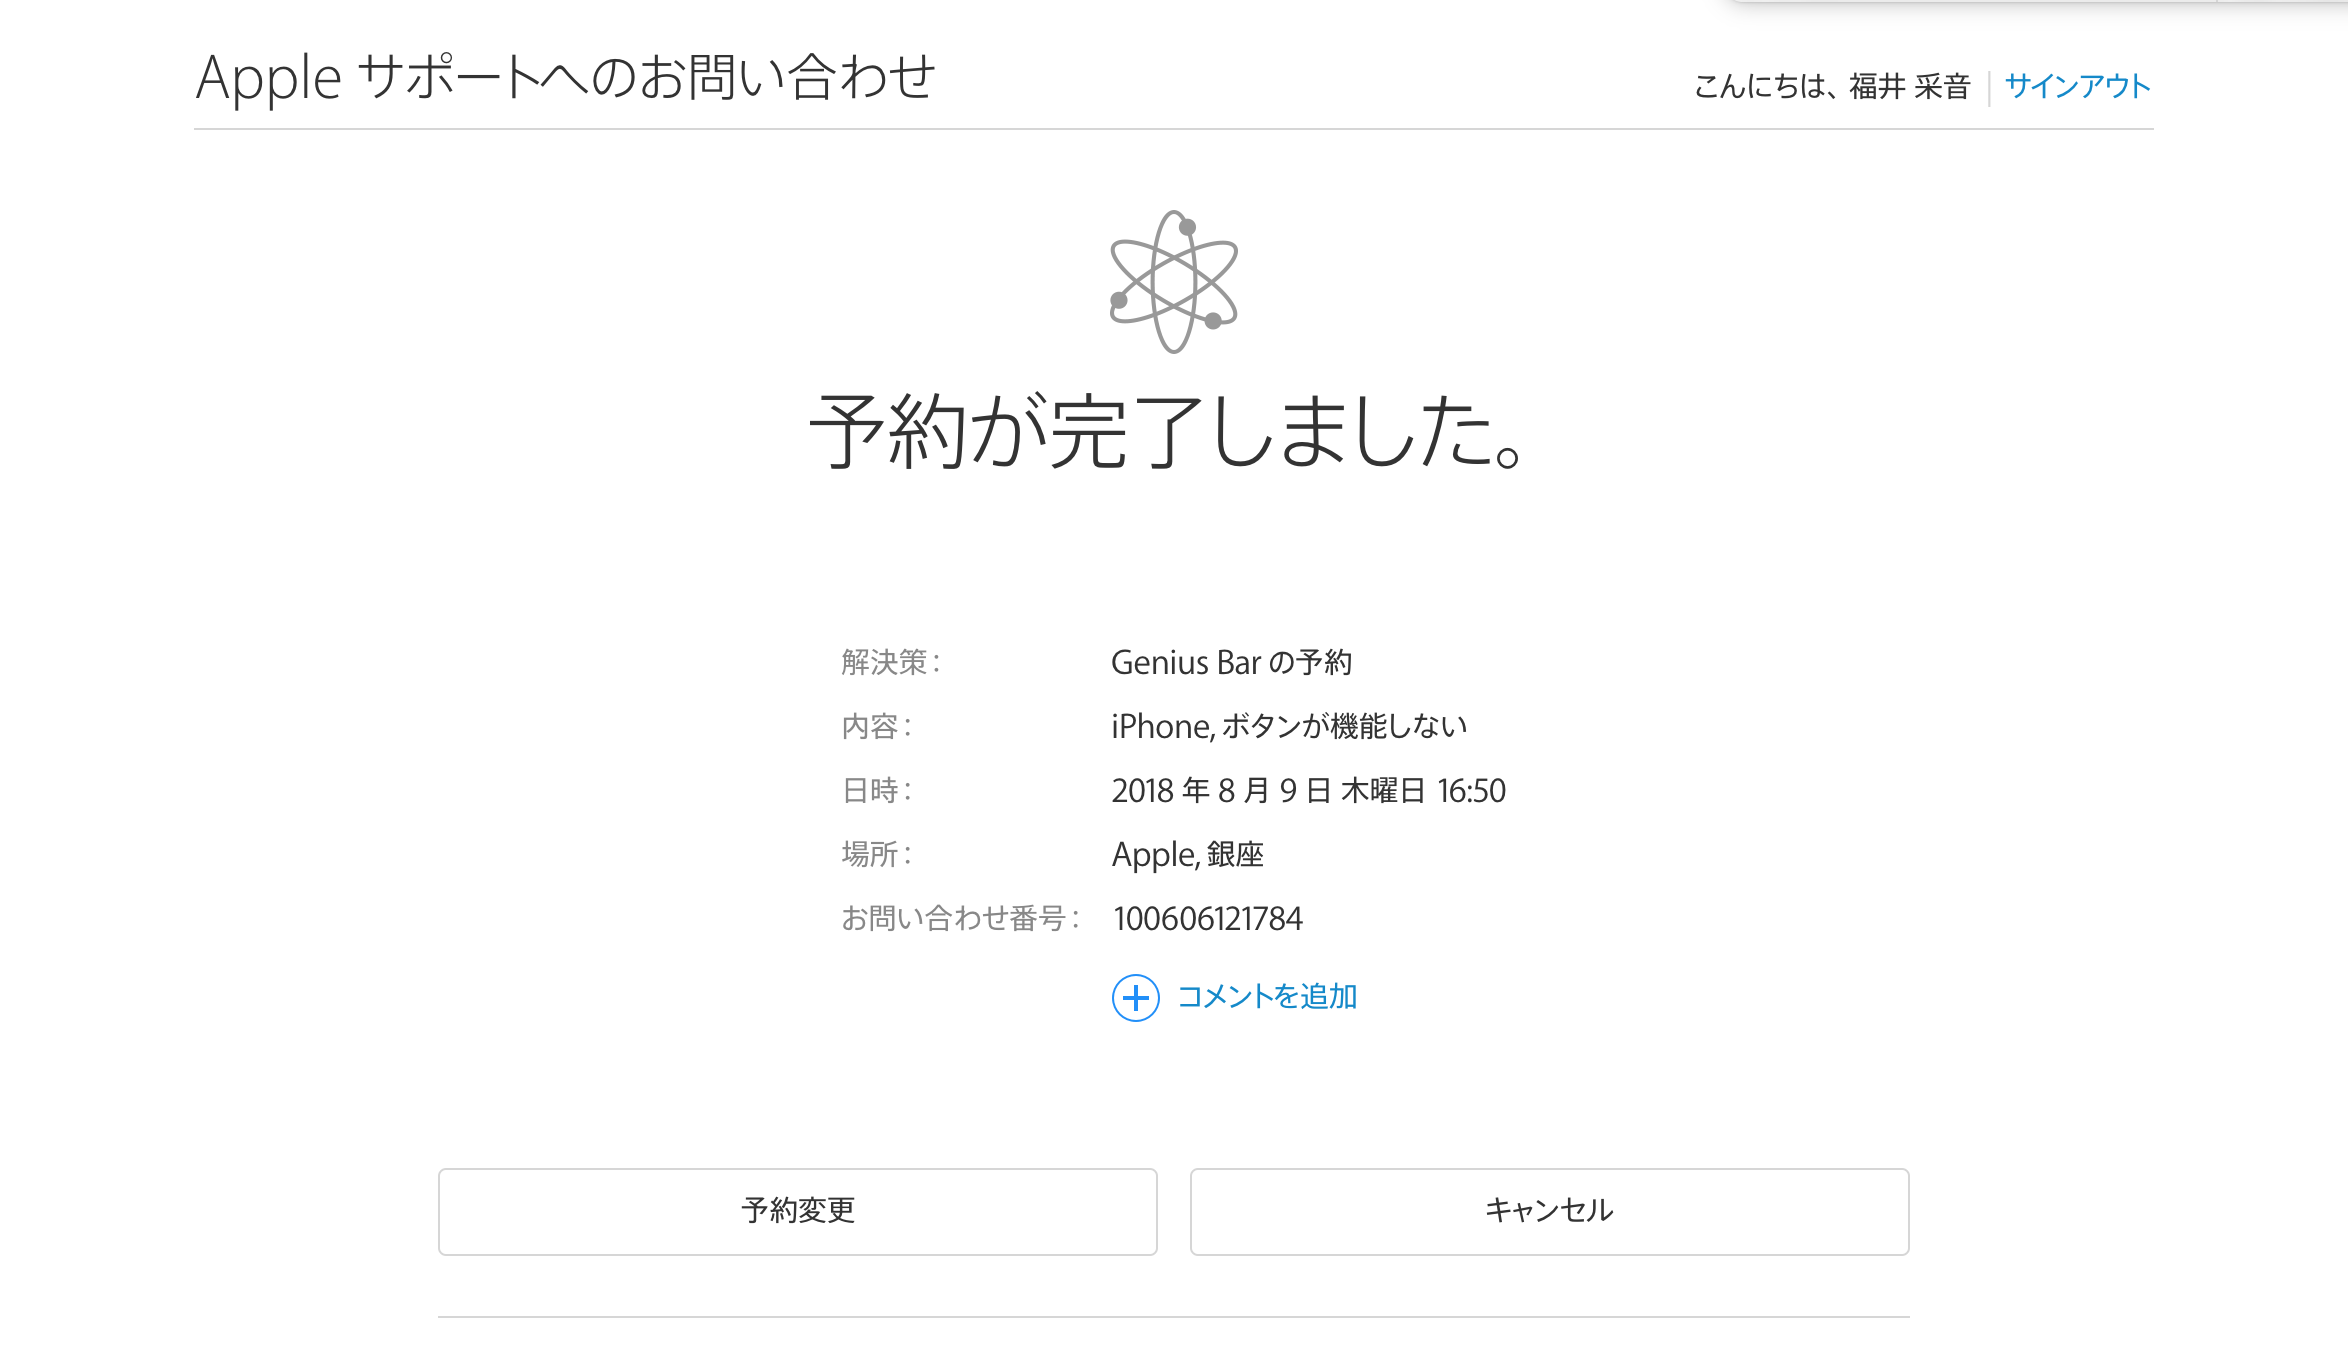 Apple サポートへのお問い合わせ
こんにちは、福井 采音 サインアウト
予約が完了しました。
解決策： Genius Bar の予約
内容： iPhone, ボタンが機能しない
日時： 2018 年 8 月 9 日 木曜日 16:50
場所： Apple, 銀座
お問い合わせ番号： 100606121784
コメントを追加
予約変更 キャンセル